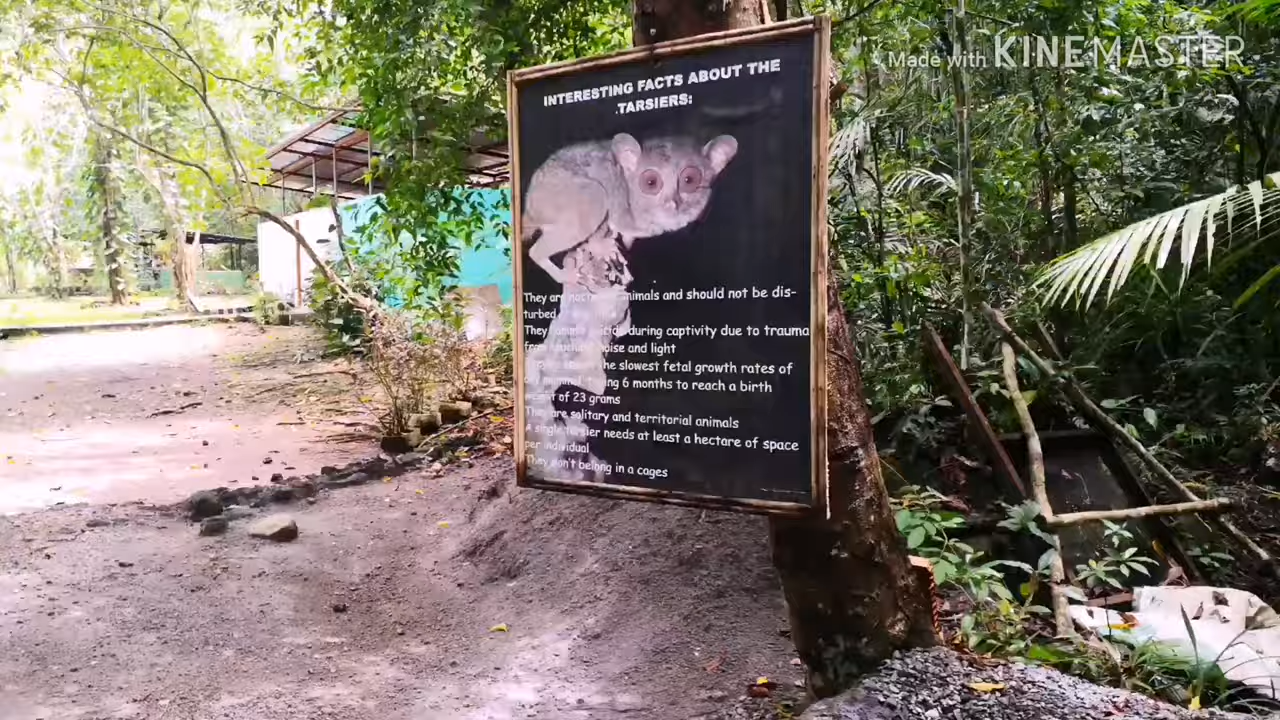 Made with KINEMASTER
INTERESTING FACTS ABOUT THE
.TARSIERS:
They are nocturnal animals and should not be dis-
turbed
They suicide during captivity due to trauma
from noise and light
the slowest fetal growth rates of
taking 6 months to reach a birth
weight of 23 grams
They are solitary and territorial animals
A single tarsier needs at least a hectare of space
per individual
They don't belong in a cages